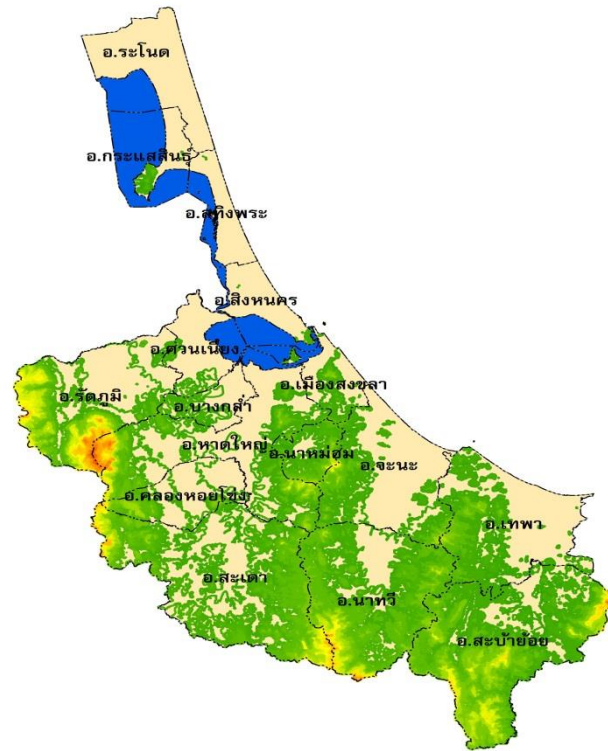 อ.ระโนด
อ.กระแสสินธุ์
อ.สทิงพระ
อ.สิงหนคร
อ.ควนเนียง
อ.เมืองสงขลา
อ.รัตภูมิ
อ.บางกล่ำ
อ.หาดใหญ่
อ.นาหม่อม
อ.จะนะ
อ.คลองหอยโข่ง
อ.เทพา
อ.สะเดา
อ.นาทวี
อ.สะบ้าย้อย